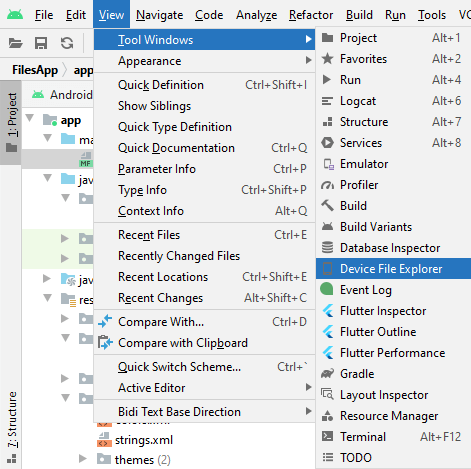 File Edit View Navigate Code Analyze Refactor Build Run Tools
FilesApp app
Android
1: Project
app
Tool Windows
Appearance
Quick Definition Ctrl+Shift+I
Show Siblings
Quick Type Definition
Quick Documentation Ctrl+Q
Parameter Info Ctrl+P
Type Info Ctrl+Shift+P
Context Info Alt+Q
Recent Files Ctrl+E
Recently Changed Files
Recent Locations Ctrl+Shift+E
Recent Changes Alt+Shift+C
Compare With... Ctrl+D
Compare with Clipboard
Quick Switch Scheme... Ctrl+`
Active Editor
Bidi Text Base Direction
Project Alt+1
Favorites Alt+2
Run Alt+4
Logcat Alt+6
Structure Alt+7
Services Alt+8
Emulator
Profiler
Build
Build Variants
Database Inspector
Device File Explorer
Event Log
Flutter Inspector
Flutter Outline
Flutter Performance
Gradle
Layout Inspector
Resource Manager
Terminal Alt+F12
TODO
ma
MF
jav
jav
res
strings.xml
themes (2)
7: Structure